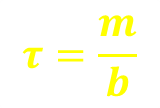 τ = m/b